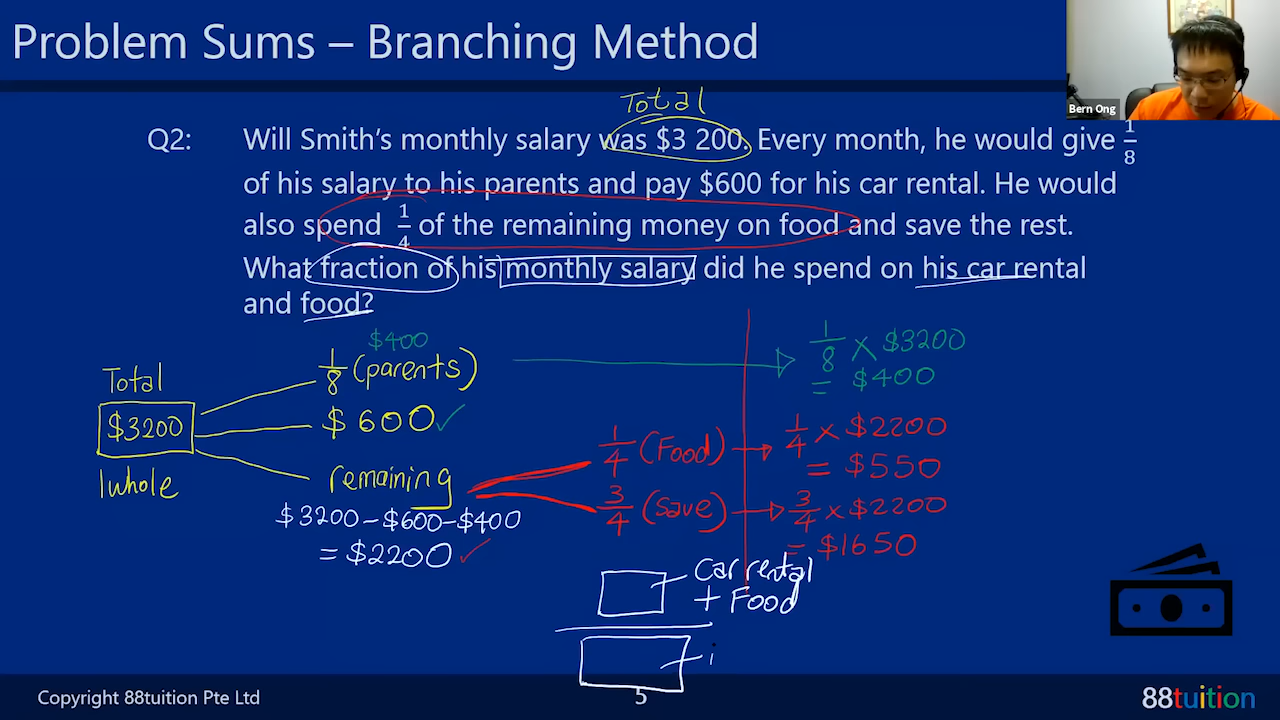 Problem Sums – Branching Method
Bern Ong
Total
Q2: Will Smith's monthly salary was $3 200. Every month, he would give 1/8
of his salary to his parents and pay $600 for his car rental. He would
also spend 1/4 of the remaining money on food and save the rest.
What fraction of his monthly salary did he spend on his car rental
and food?
$400
1/8 (parents)
1/8 × $3200
= $400
Total
$3200
1whole
$600 ✓
remaining
$3200-$600-$400
= $2200 ✓
1/4 (Food)
1/4 × $2200
= $550
3/4 (save)
3/4 × $2200
= $1650
Car rental
+ Food
Copyright 88tuition Pte Ltd
5
88tuition